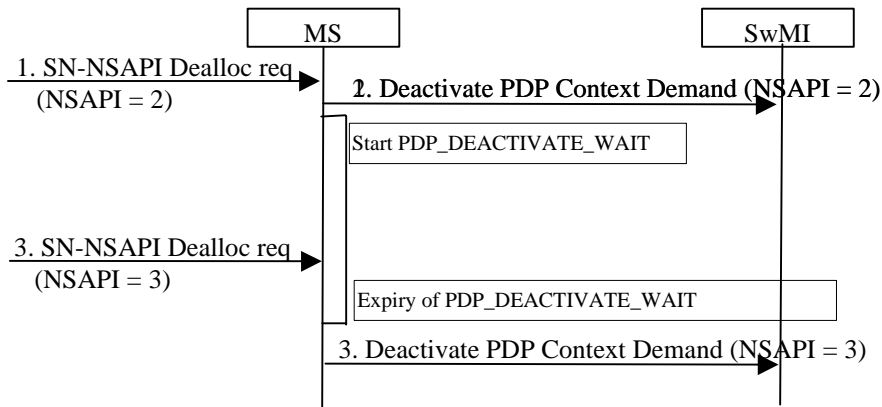 MS
SwMI
1. SN-NSAPI Dealloc req
(NSAPI = 2)
2. Deactivate PDP Context Demand (NSAPI = 2)
Start PDP_DEACTIVATE_WAIT
3. SN-NSAPI Dealloc req
(NSAPI = 3)
Expiry of PDP_DEACTIVATE_WAIT
3. Deactivate PDP Context Demand (NSAPI = 3)